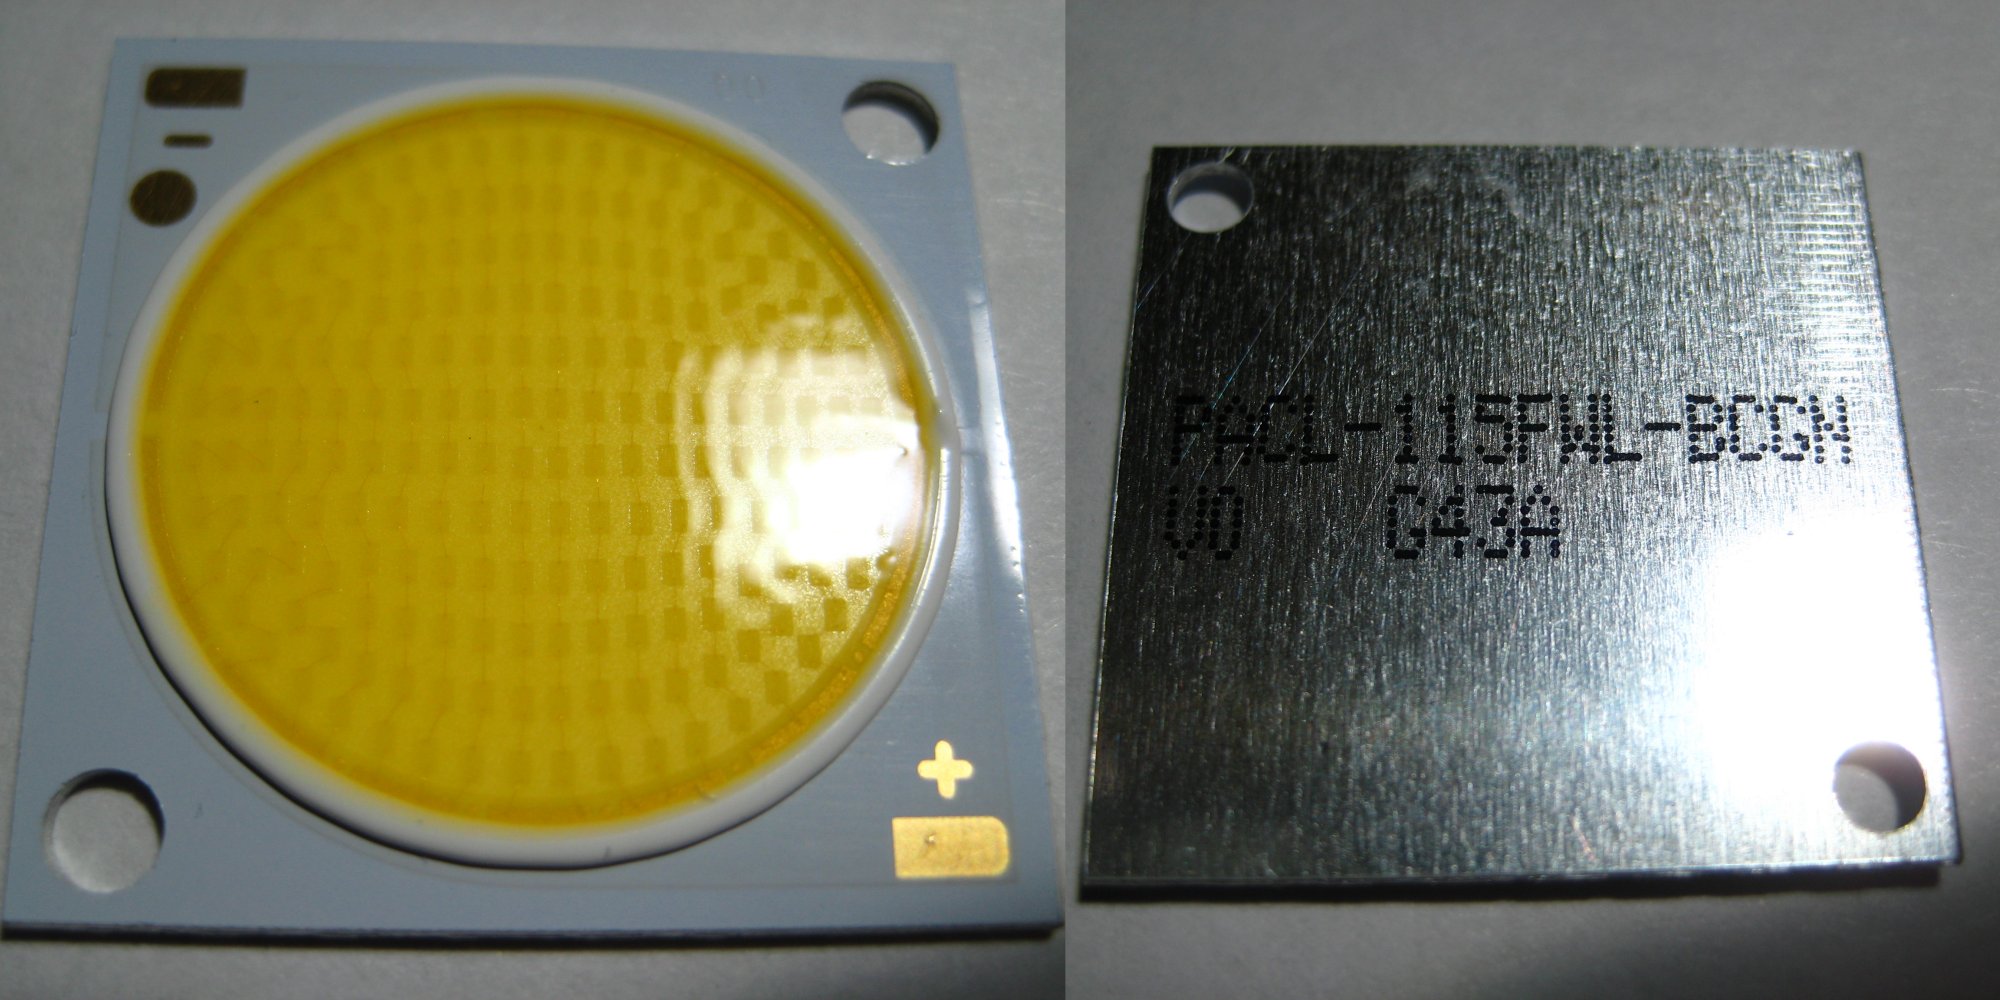 -
+
PACL-115FWL-BCGN
V0 G43A